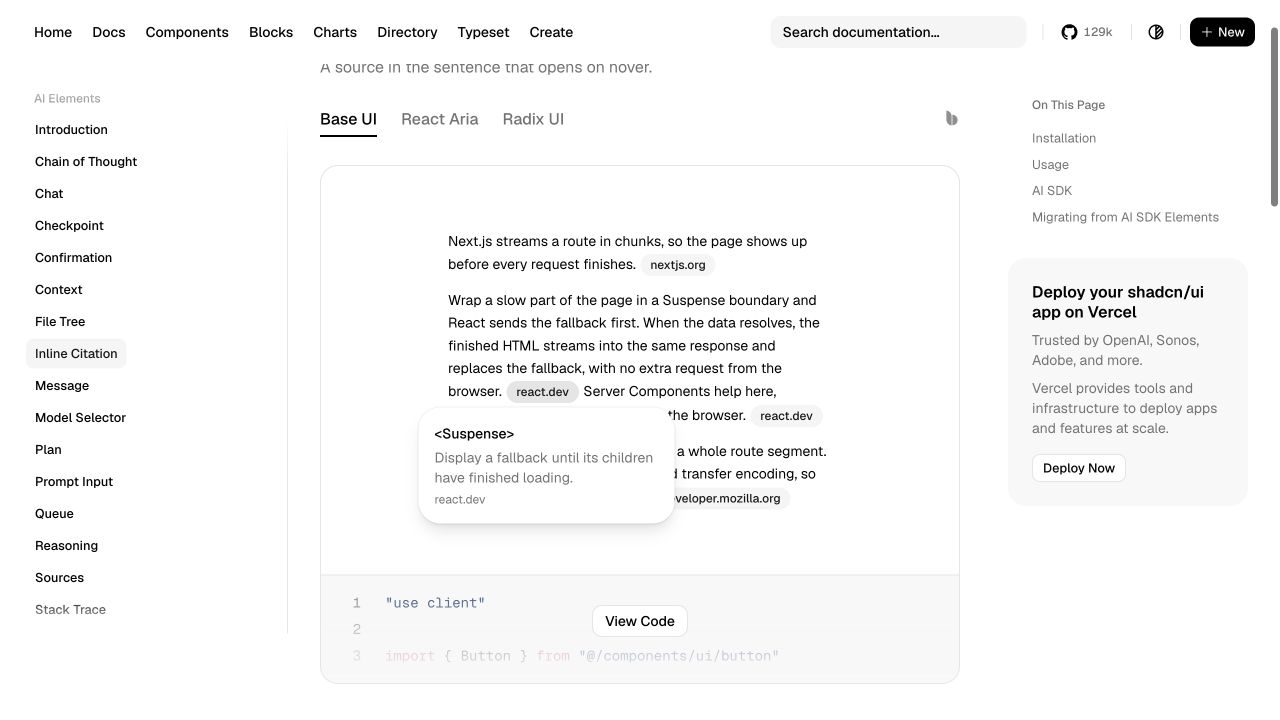 Home Docs Components Blocks Charts Directory Typeset Create Search documentation... 129k New
AI Elements
Introduction
Chain of Thought
Chat
Checkpoint
Confirmation
Context
File Tree
Inline Citation
Message
Model Selector
Plan
Prompt Input
Queue
Reasoning
Sources
Stack Trace
A source in the sentence that opens on hover.
Base UI React Aria Radix UI
Next.js streams a route in chunks, so the page shows up
before every request finishes. nextjs.org
Wrap a slow part of the page in a Suspense boundary and
React sends the fallback first. When the data resolves, the
finished HTML streams into the same response and
replaces the fallback, with no extra request from the
browser. react.dev Server Components help here,
the browser. react.dev
a whole route segment.
transfer encoding, so
eveloper.mozilla.org
<Suspense>
Display a fallback until its children
have finished loading.
react.dev
1 "use client"
2
View Code
3 import { Button } from "@/components/ui/button"
On This Page
Installation
Usage
AI SDK
Migrating from AI SDK Elements
Deploy your shadcn/ui
app on Vercel
Trusted by OpenAI, Sonos,
Adobe, and more.
Vercel provides tools and
infrastructure to deploy apps
and features at scale.
Deploy Now